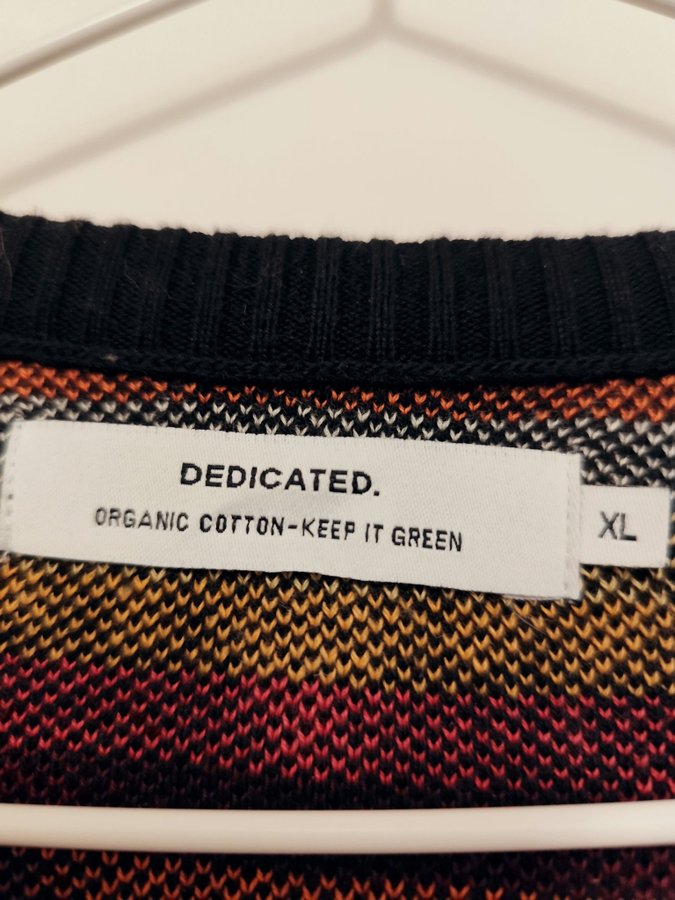 DEDICATED.
ORGANIC COTTON-KEEP IT GREEN
XL